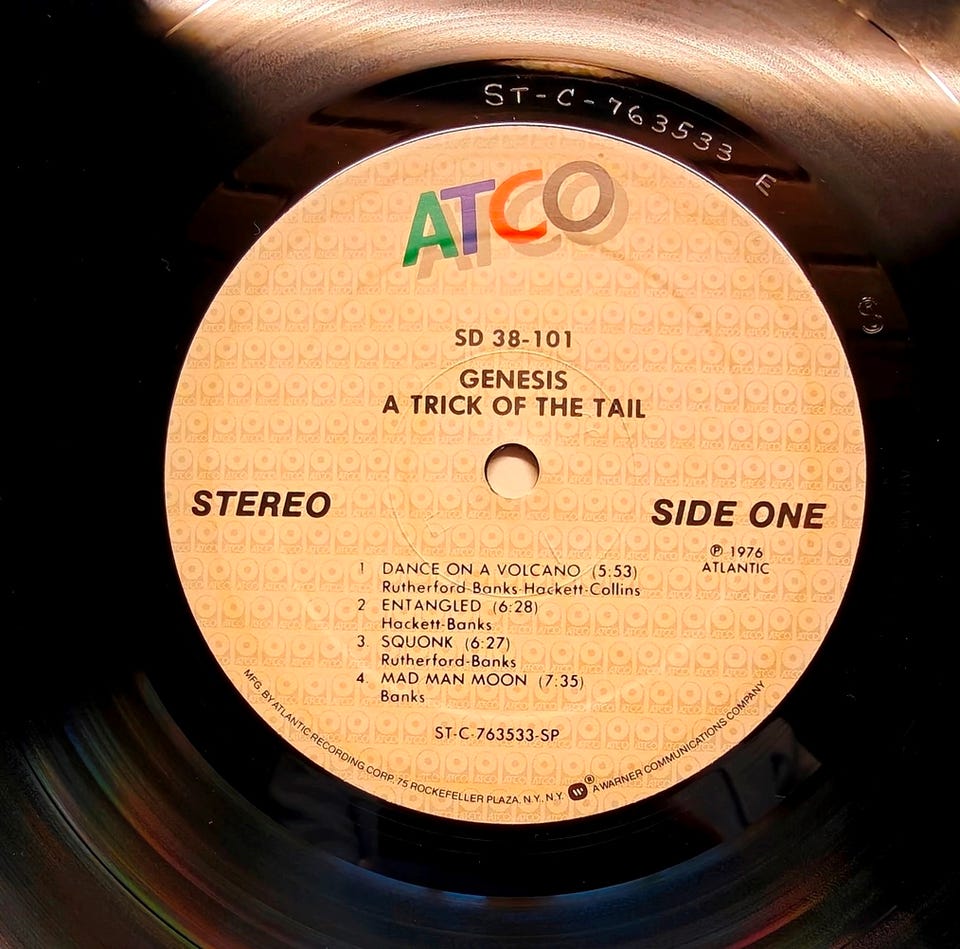 ST-C-763533 E
S
ATCO
SD 38-101
GENESIS
A TRICK OF THE TAIL
STEREO
SIDE ONE
℗ 1976
ATLANTIC
1 DANCE ON A VOLCANO (5:53)
Rutherford-Banks-Hackett-Collins
2 ENTANGLED (6:28)
Hackett-Banks
3. SQUONK (6:27)
Rutherford-Banks
4. MAD MAN MOON (7:35)
Banks
ST-C-763533-SP
MFG. BY ATLANTIC RECORDING CORP. 75 ROCKEFELLER PLAZA, N.Y., N.Y. W ® A WARNER COMMUNICATIONS COMPANY